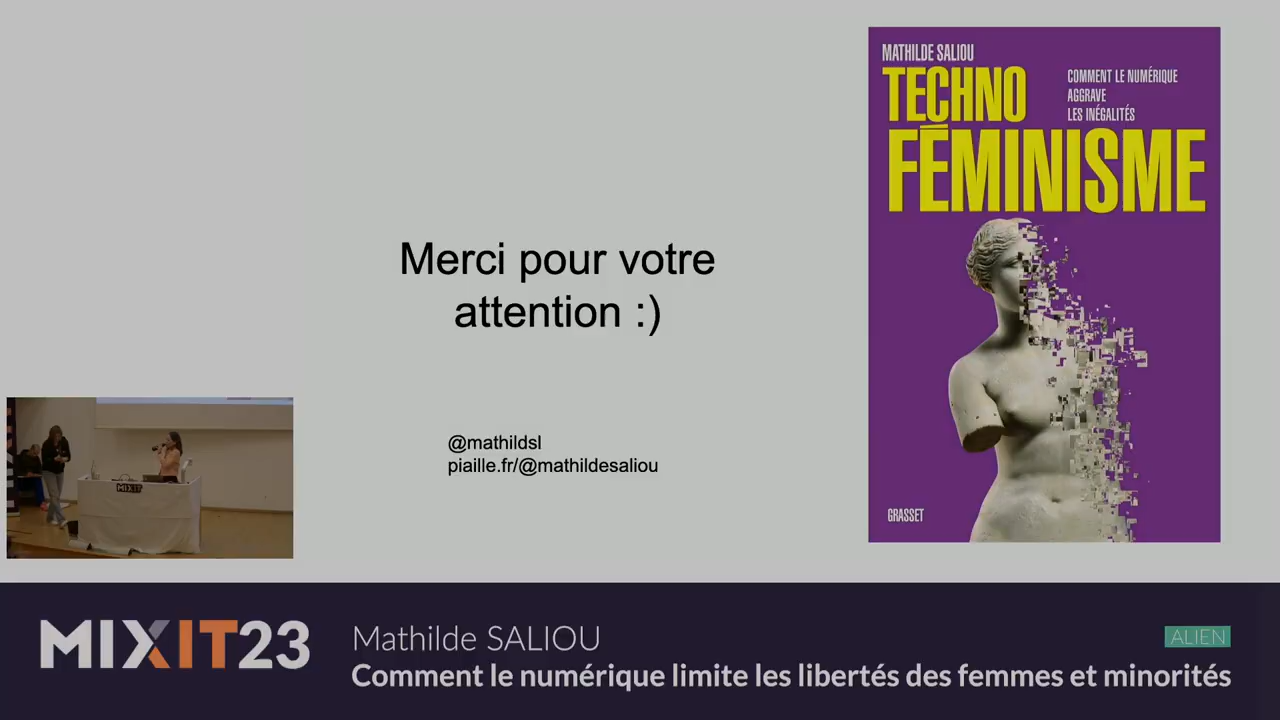 MATHILDE SALIOU
TECHNO
COMMENT LE NUMÉRIQUE
AGGRAVE
LES INÉGALITÉS
FÉMINISME
GRASSET
Merci pour votre
attention :)
@mathildsl
piaille.fr/@mathildesaliou
MIXIT
MIXIT23
Mathilde SALIOU
ALIEN
Comment le numérique limite les libertés des femmes et minorités